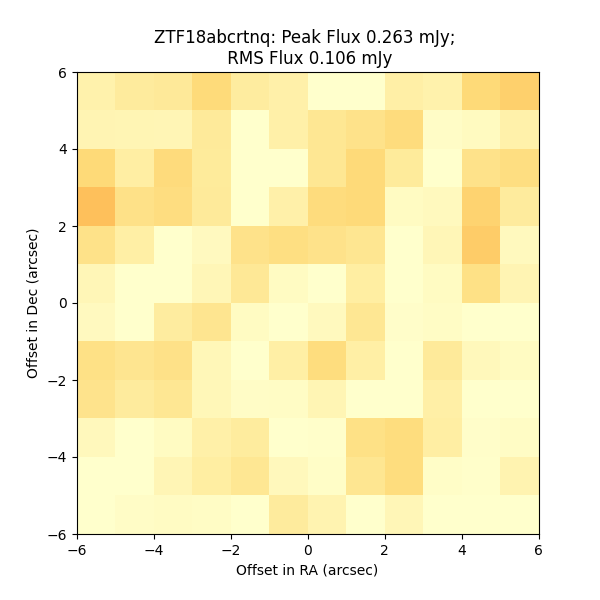 ZTF18abcrtnq: Peak Flux 0.263 mJy;
RMS Flux 0.106 mJy
6
4
2
0
−2
−4
−6
Offset in Dec (arcsec)
−6 −4 −2 0 2 4 6
Offset in RA (arcsec)